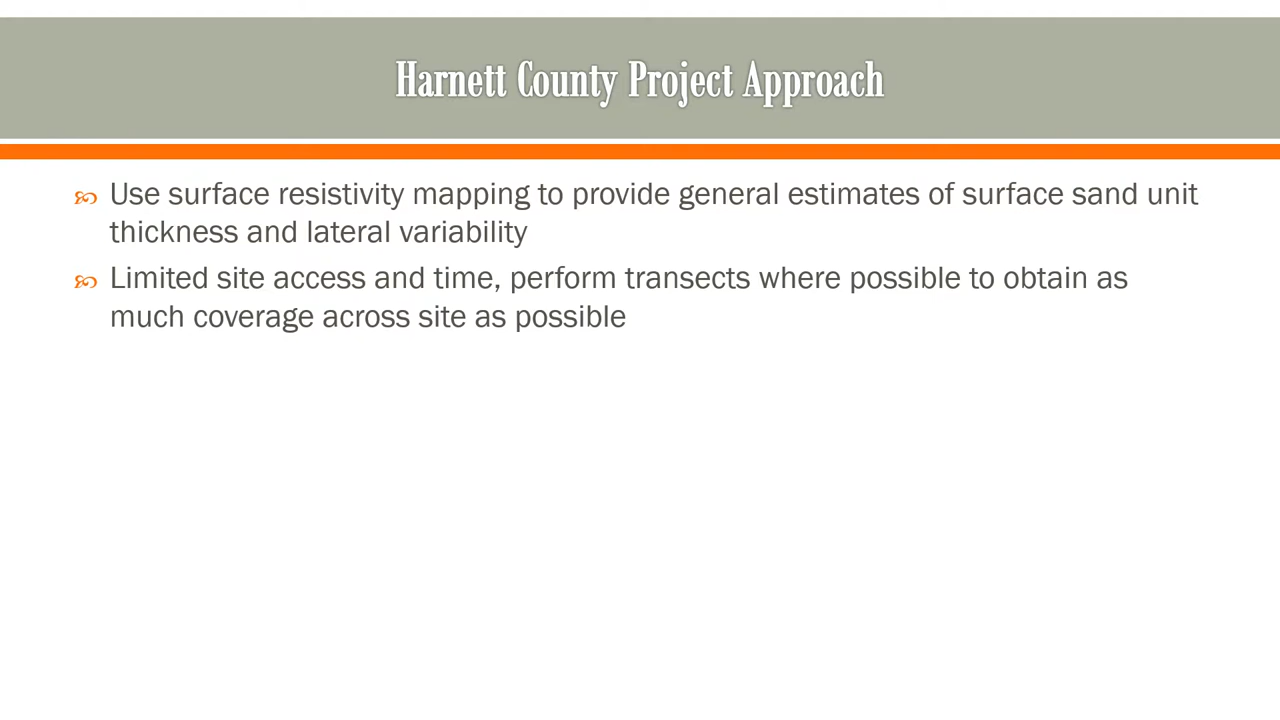 Harnett County Project Approach
Use surface resistivity mapping to provide general estimates of surface sand unit
thickness and lateral variability
Limited site access and time, perform transects where possible to obtain as
much coverage across site as possible